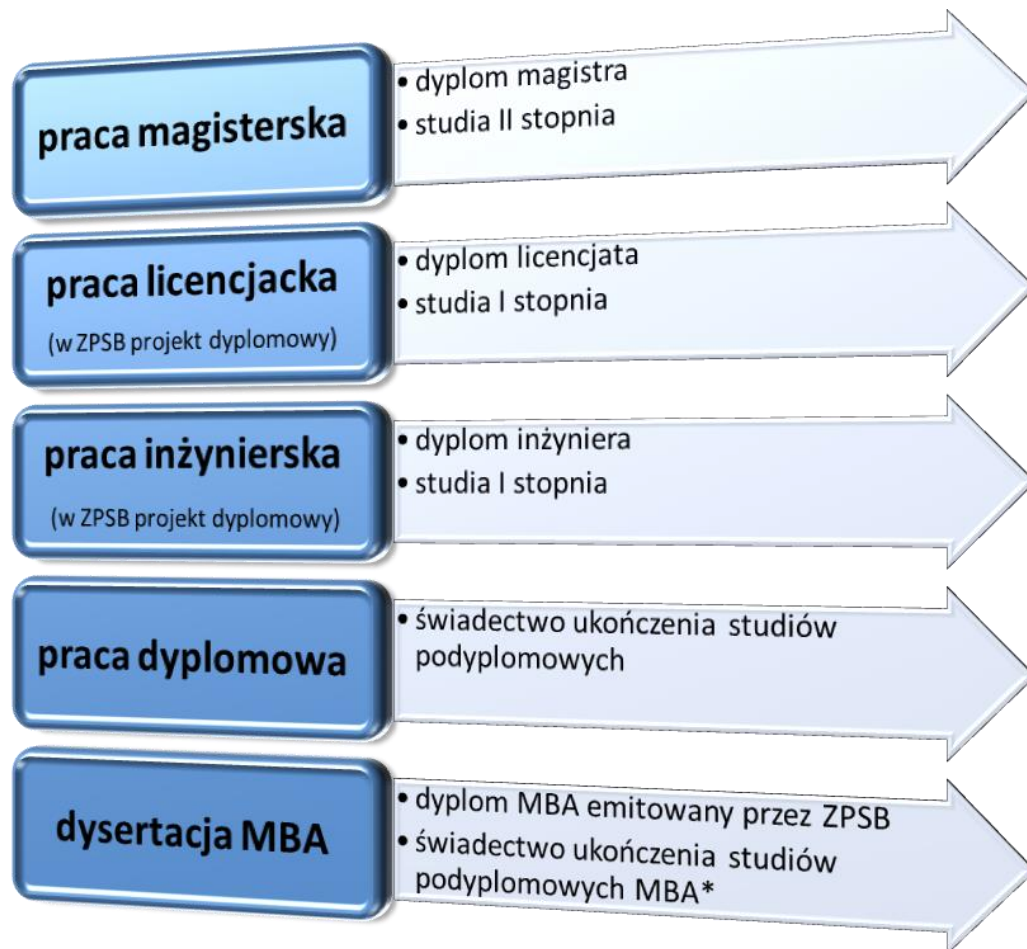 praca magisterska
• dyplom magistra
• studia II stopnia
praca licencjacka
(w ZPSB projekt dyplomowy)
• dyplom licencjata
• studia I stopnia
praca inżynierska
(w ZPSB projekt dyplomowy)
• dyplom inżyniera
• studia I stopnia
praca dyplomowa
• świadectwo ukończenia studiów
podyplomowych
dysertacja MBA
• dyplom MBA emitowany przez ZPSB
• świadectwo ukończenia studiów
podyplomowych MBA*